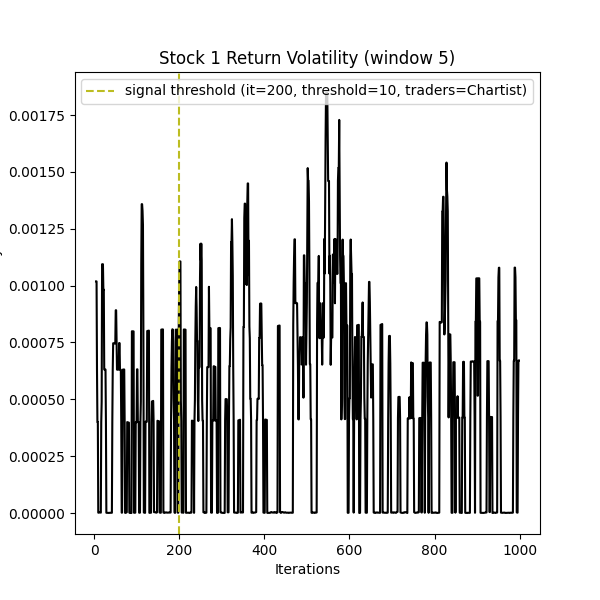 Stock 1 Return Volatility (window 5)
signal threshold (it=200, threshold=10, traders=Chartist)
0.00175
0.00150
0.00125
0.00100
0.00075
0.00050
0.00025
0.00000
0 200 400 600 800 1000
Iterations